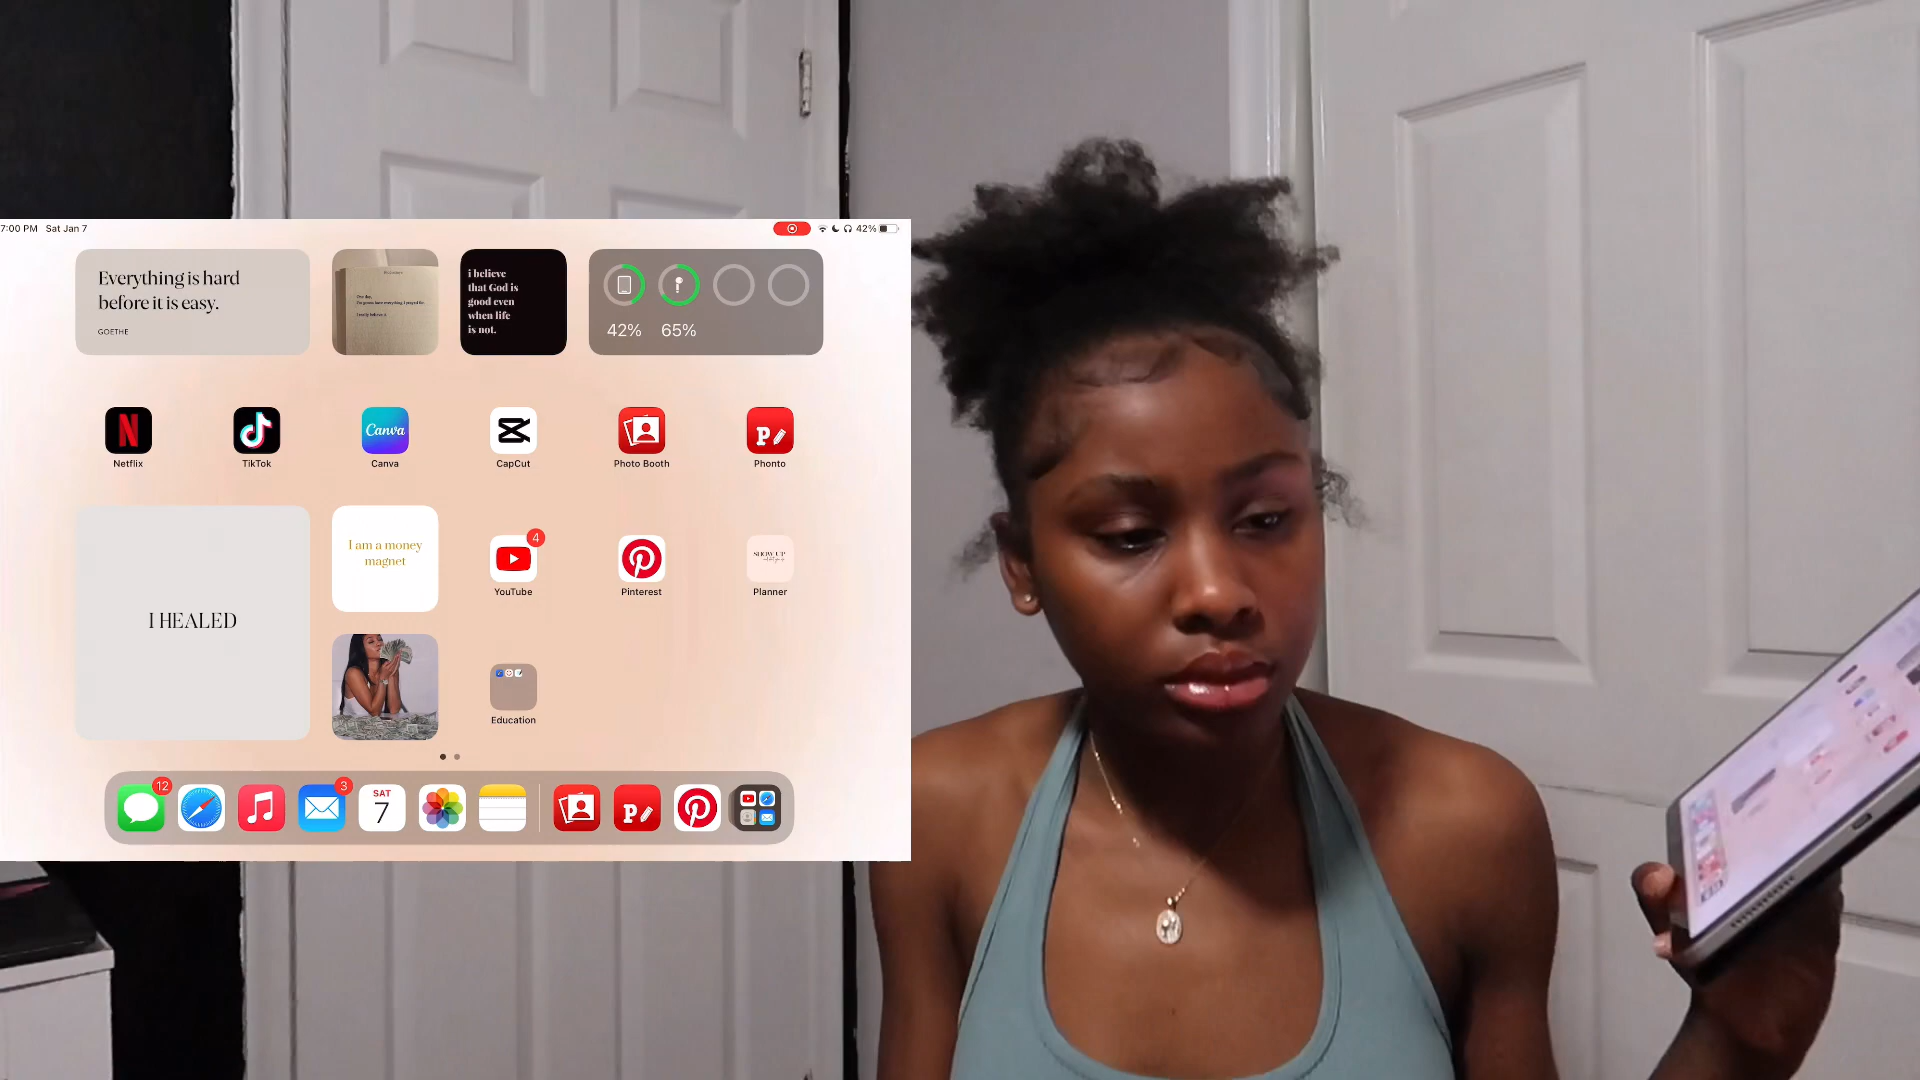 7:00 PM Sat Jan 7
42%
Everything is hard
before it is easy.
GOETHE
i believe
that God is
good even
when life
is not.
42% 65%
N
Canva
P
Netflix
TikTok
Canva
CapCut
Photo Booth
Phonto
I HEALED
I am a money
magnet
4
YouTube
Pinterest
SHOW UP
Planner
Education
12
3
SAT
7
P